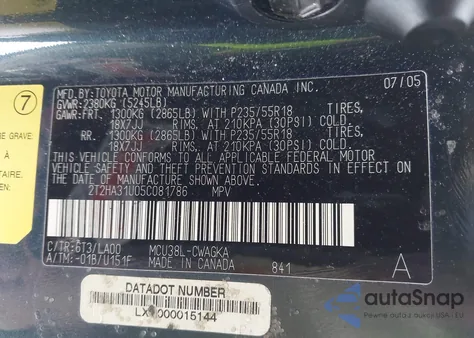 7
E GRAVE:
TAIRE.
E
MFD.BY:TOYOTA MOTOR MANUFACTURING CANADA INC. 07/05
GVWR:2380KG (5245LB)
GAWR:FRT. 1300KG (2865LB) WITH P235/55R18 TIRES,
18X7JJ RIMS, AT 210KPA (30PSI) COLD.
RR. 1300KG (2865LB) WITH P235/55R18 TIRES,
18X7JJ RIMS, AT 210KPA (30PSI) COLD.
THIS VEHICLE CONFORMS TO ALL APPLICABLE FEDERAL MOTOR
VEHICLE SAFETY AND THEFT PREVENTION STANDARDS IN EFFECT
ON THE DATE OF MANUFACTURE SHOWN ABOVE.
2T2HA31U05C081786 MPV
C/TR:6T3/LA00 MCU38L-CWAGKA
A/TM:-01B/U151F MADE IN CANADA 841 A
DATADOT NUMBER
000015144
autoSnap